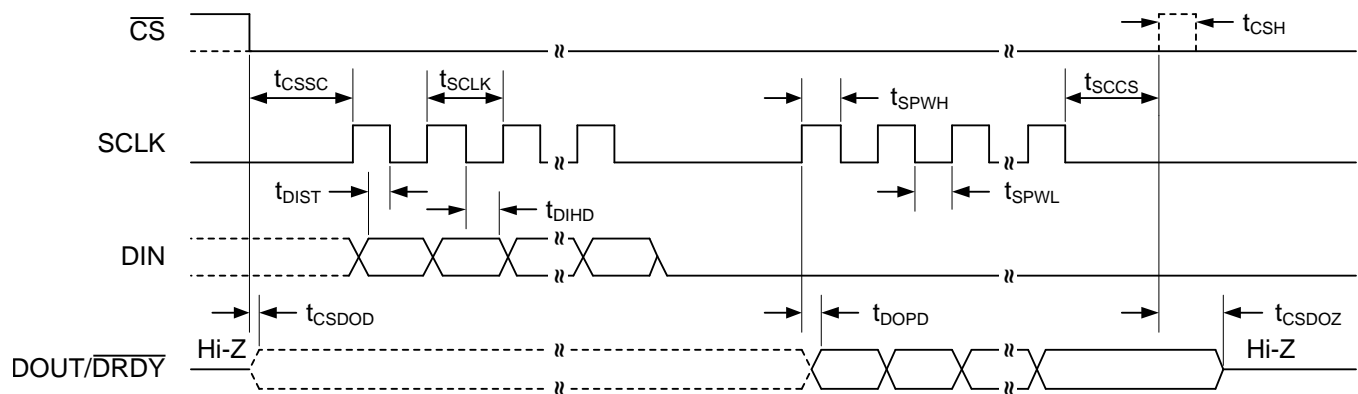 CS
tCSH
tCSSC
tSCLK
tSPWH
tSCCS
SCLK
tDIST
tDIHD
tSPWL
DIN
tCSDOD
tDOPD
tCSDOZ
Hi-Z
Hi-Z
DOUT/DRDY